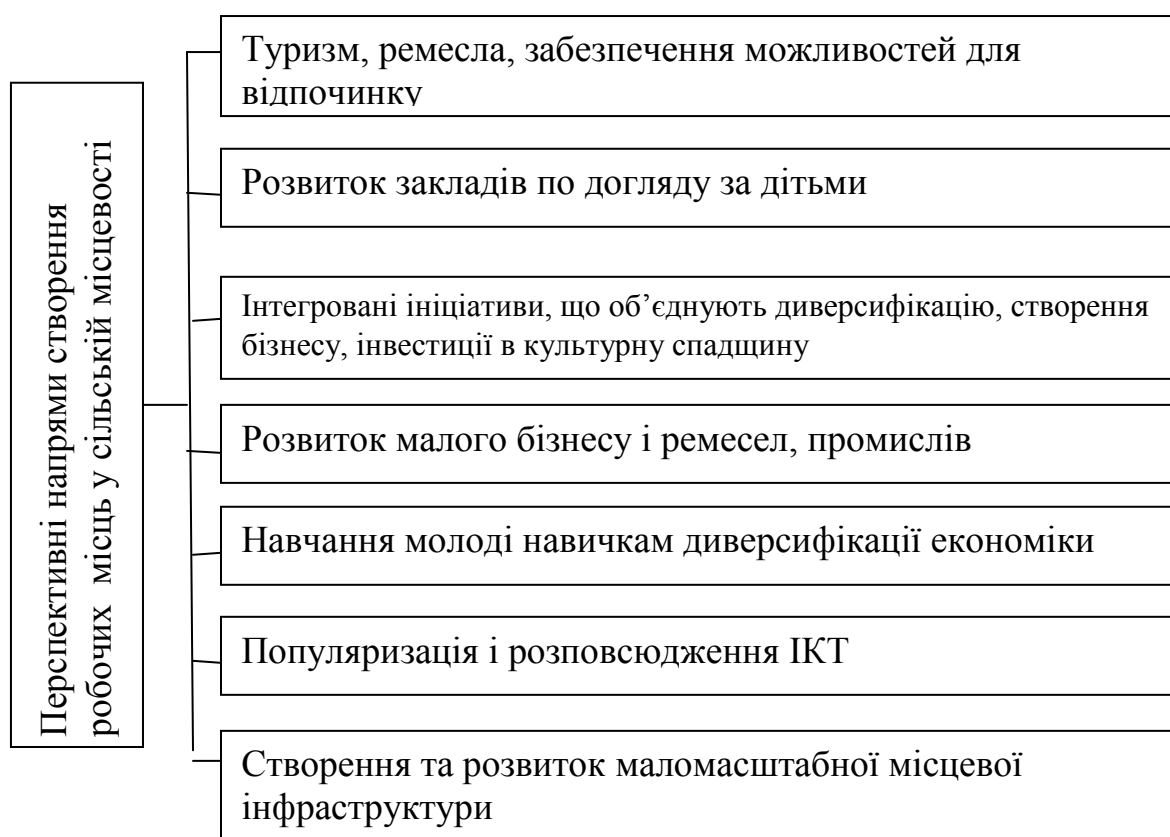 Перспективні напрями створення
робочих місць у сільській місцевості
Туризм, ремесла, забезпечення можливостей для
відпочинку
Розвиток закладів по догляду за дітьми
Інтегровані ініціативи, що об’єднують диверсифікацію, створення
бізнесу, інвестиції в культурну спадщину
Розвиток малого бізнесу і ремесел, промислів
Навчання молоді навичкам диверсифікації економіки
Популяризація і розповсюдження ІКТ
Створення та розвиток маломасштабної місцевої
інфраструктури